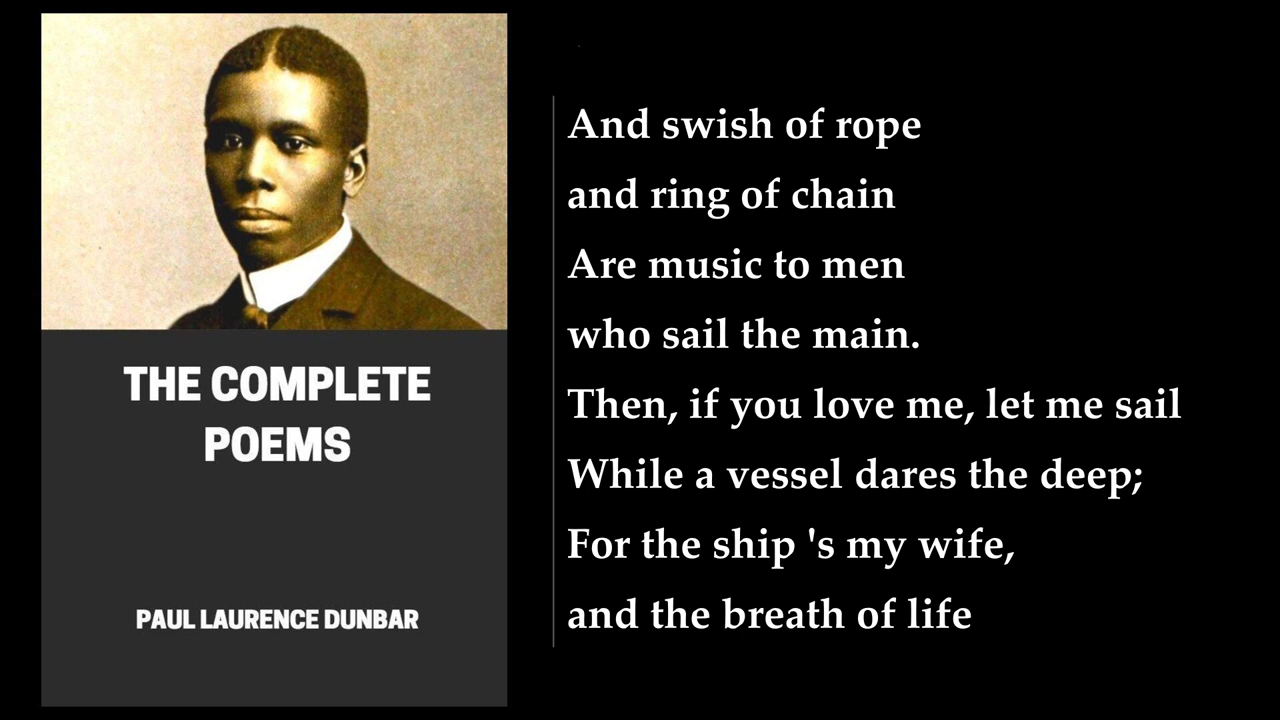 THE COMPLETE
POEMS
PAUL LAURENCE DUNBAR
And swish of rope
and ring of chain
Are music to men
who sail the main.
Then, if you love me, let me sail
While a vessel dares the deep;
For the ship 's my wife,
and the breath of life